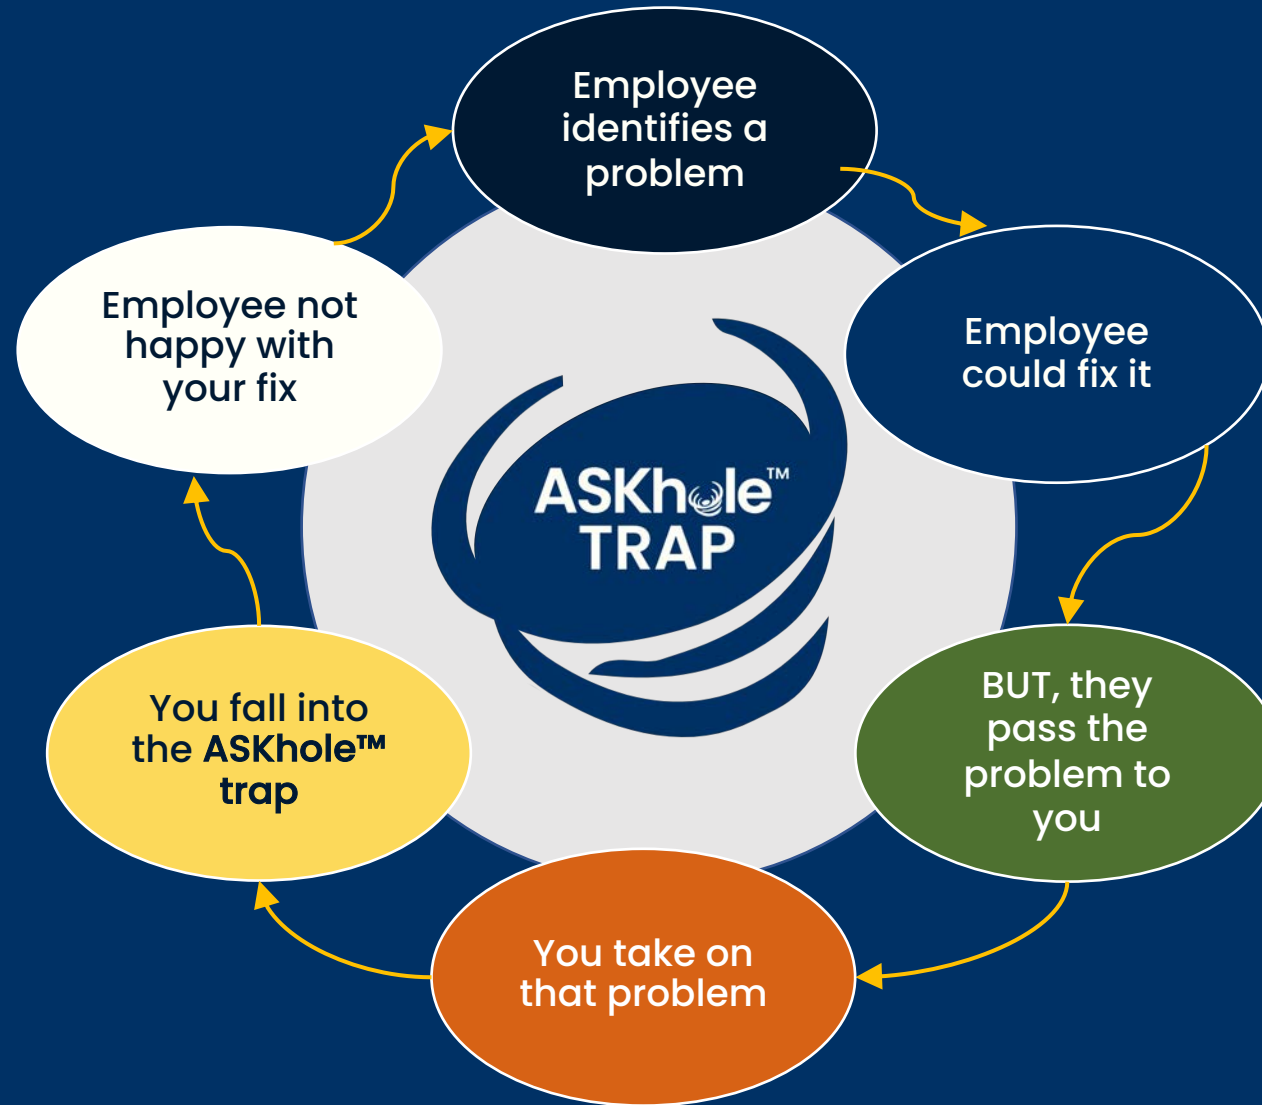 Employee
identifies a
problem
Employee
could fix it
BUT, they
pass the
problem to
you
You take on
that problem
You fall into
the ASKhole™
trap
Employee not
happy with
your fix
ASKhole™
TRAP